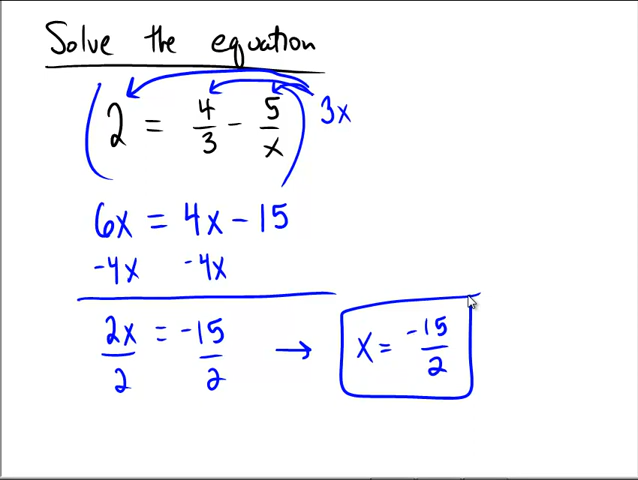 Solve the equation
(2 = 4/3 - 5/x) 3x
6x = 4x - 15
-4x -4x
2x/2 = -15/2 → x = -15/2